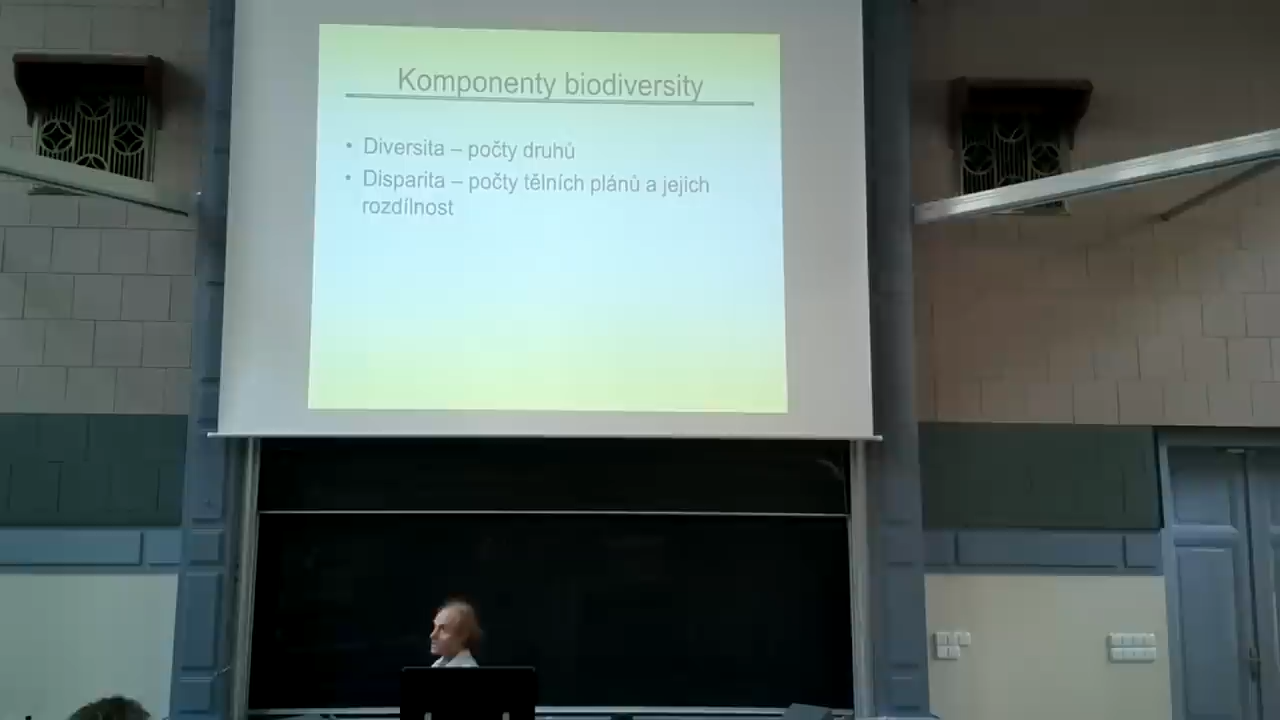 Komponenty biodiversity
• Diversita – počty druhů
• Disparita – počty tělních plánů a jejich
rozdílnost